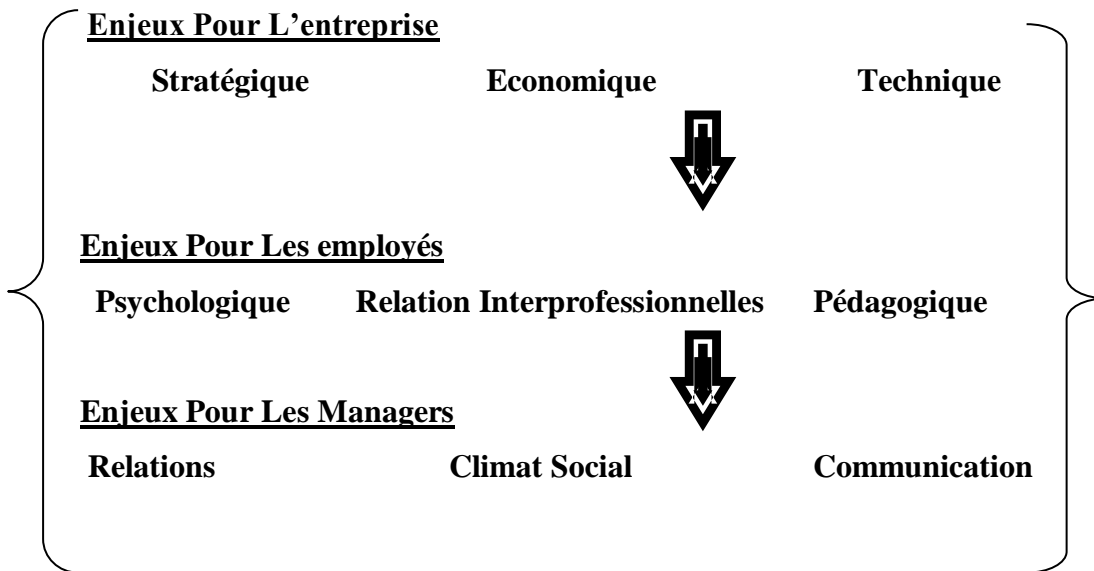 Enjeux Pour L’entreprise
Stratégique Economique Technique
Enjeux Pour Les employés
Psychologique Relation Interprofessionnelles Pédagogique
Enjeux Pour Les Managers
Relations Climat Social Communication